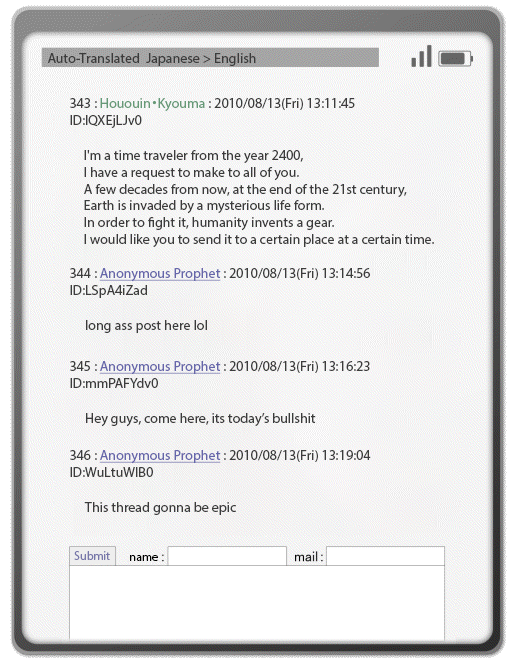 Auto-Translated Japanese > English
343 : Hououin・Kyouma : 2010/08/13(Fri) 13:11:45
ID:IQXEjLJv0
I'm a time traveler from the year 2400,
I have a request to make to all of you.
A few decades from now, at the end of the 21st century,
Earth is invaded by a mysterious life form.
In order to fight it, humanity invents a gear.
I would like you to send it to a certain place at a certain time.
344 : Anonymous Prophet : 2010/08/13(Fri) 13:14:56
ID:LSpA4iZad
long ass post here lol
345 : Anonymous Prophet : 2010/08/13(Fri) 13:16:23
ID:mmPAFYdv0
Hey guys, come here, its today's bullshit
346 : Anonymous Prophet : 2010/08/13(Fri) 13:19:04
ID:WuLtuWIB0
This thread gonna be epic
Submit name : mail :